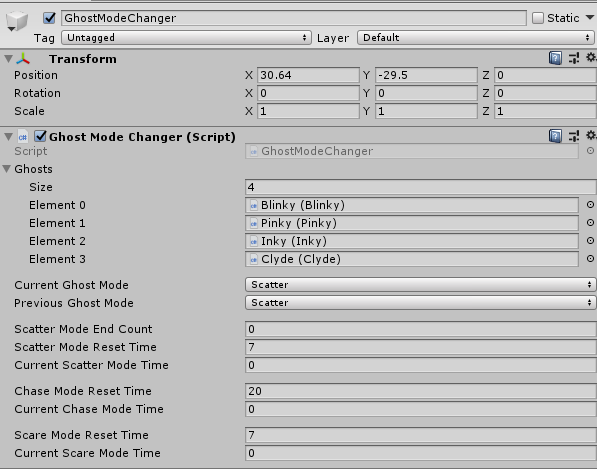 GhostModeChanger Static
Tag Untagged Layer Default
Transform
Position X 30.64 Y -29.5 Z 0
Rotation X 0 Y 0 Z 0
Scale X 1 Y 1 Z 1
Ghost Mode Changer (Script)
Script GhostModeChanger
Ghosts
Size 4
Element 0 Blinky (Blinky)
Element 1 Pinky (Pinky)
Element 2 Inky (Inky)
Element 3 Clyde (Clyde)
Current Ghost Mode Scatter
Previous Ghost Mode Scatter
Scatter Mode End Count 0
Scatter Mode Reset Time 7
Current Scatter Mode Time 0
Chase Mode Reset Time 20
Current Chase Mode Time 0
Scare Mode Reset Time 7
Current Scare Mode Time 0